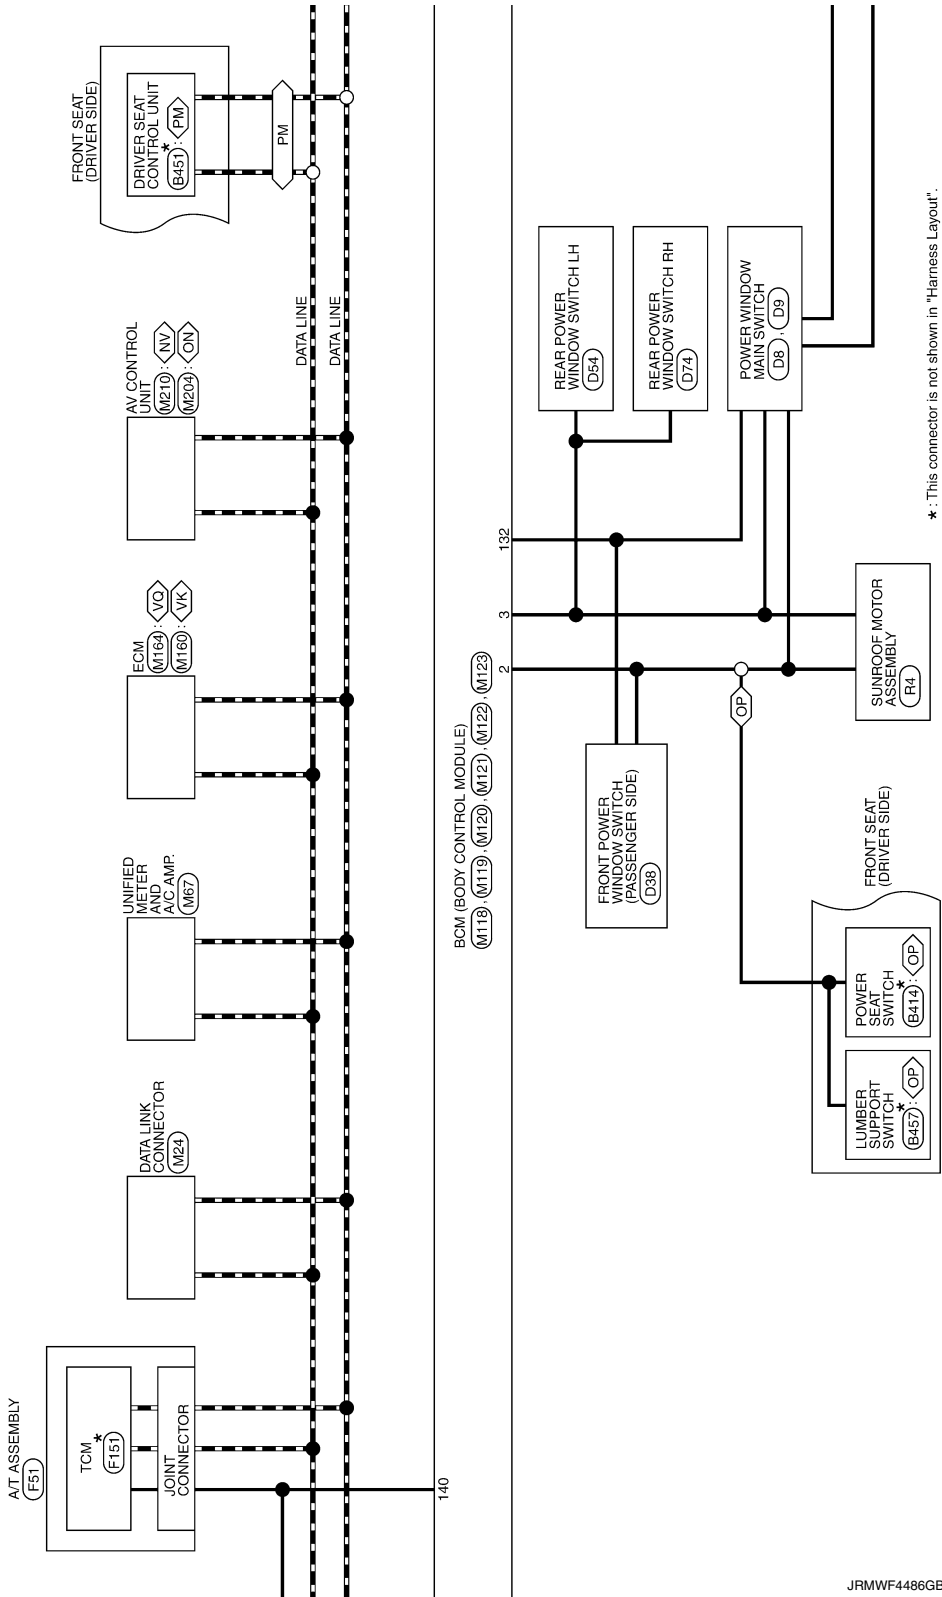 A/T ASSEMBLY
F51
TCM
*
F151
JOINT
CONNECTOR
DATA LINK
CONNECTOR
M24
UNIFIED
METER
AND
A/C AMP.
M67
ECM
M164 : VQ
M160 : VK
AV CONTROL
UNIT
M210 : NV
M204 : ON
FRONT SEAT
(DRIVER SIDE)
DRIVER SEAT
CONTROL UNIT
*
B451 : PM
PM
DATA LINE
DATA LINE
140
BCM (BODY CONTROL MODULE)
M118 , M119 , M120 , M121 , M122 , M123
2
3
132
LUMBER
SUPPORT
SWITCH
*
B457 : OP
POWER
SEAT
SWITCH
*
B414 : OP
FRONT SEAT
(DRIVER SIDE)
FRONT POWER
WINDOW SWITCH
(PASSENGER SIDE)
D38
OP
SUNROOF MOTOR
ASSEMBLY
R4
REAR POWER
WINDOW SWITCH LH
D54
REAR POWER
WINDOW SWITCH RH
D74
POWER WINDOW
MAIN SWITCH
D8 , D9
* : This connector is not shown in "Harness Layout".
JRMWF4486GB